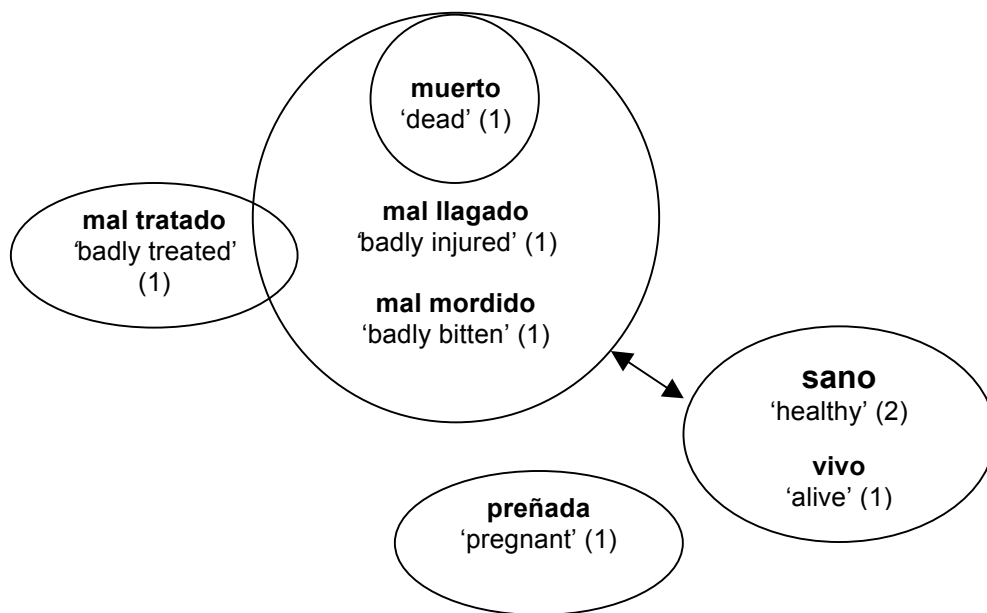 muerto
‘dead’ (1)
mal llagado
‘badly injured’ (1)
mal mordido
‘badly bitten’ (1)
mal tratado
‘badly treated’
(1)
sano
‘healthy’ (2)
vivo
‘alive’ (1)
preñada
‘pregnant’ (1)